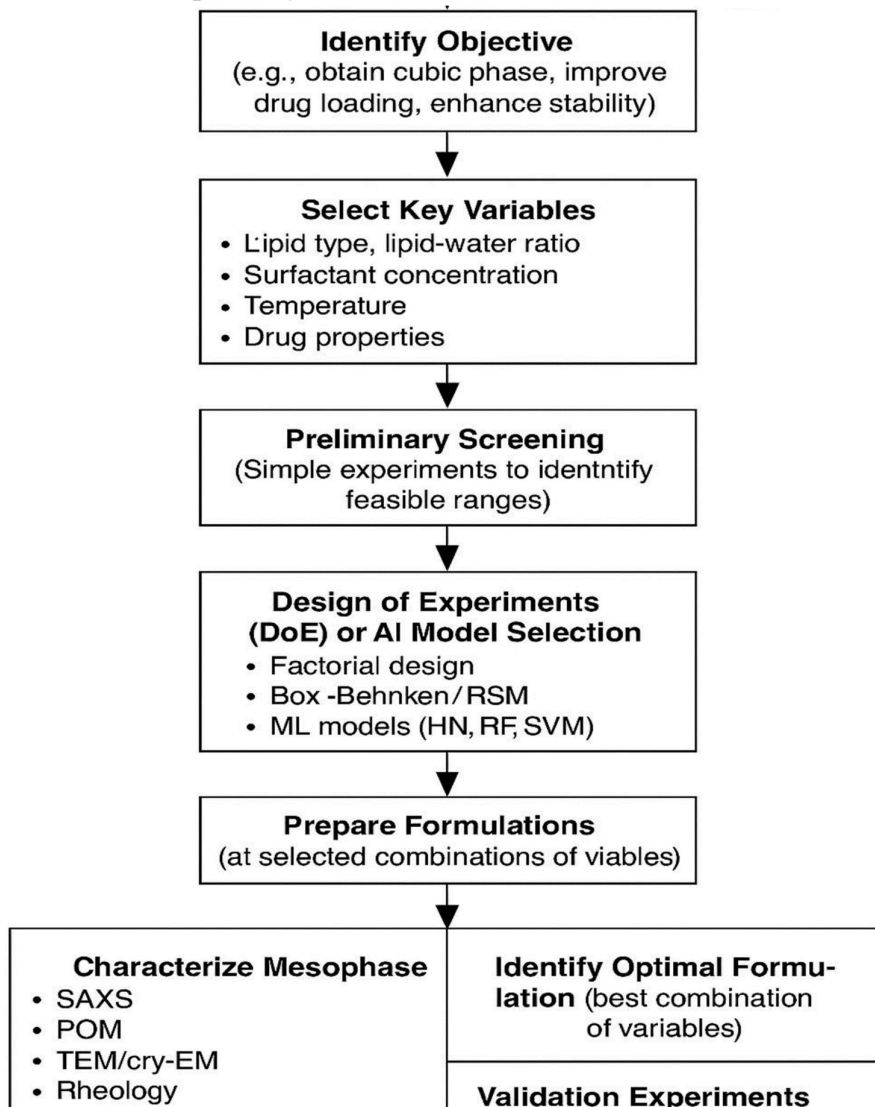 Identify Objective
(e.g., obtain cubic phase, improve
drug loading, enhance stability)
Select Key Variables
• Lipid type, lipid-water ratio
• Surfactant concentration
• Temperature
• Drug properties
Preliminary Screening
(Simple experiments to identntify
feasible ranges)
Design of Experiments
(DoE) or AI Model Selection
• Factorial design
• Box -Behnken/RSM
• ML models (HN, RF, SVM)
Prepare Formulations
(at selected combinations of viables)
Characterize Mesophase
• SAXS
• POM
• TEM/cry-EM
• Rheology
Identify Optimal Formu-
lation (best combination
of variables)
Validation Experiments